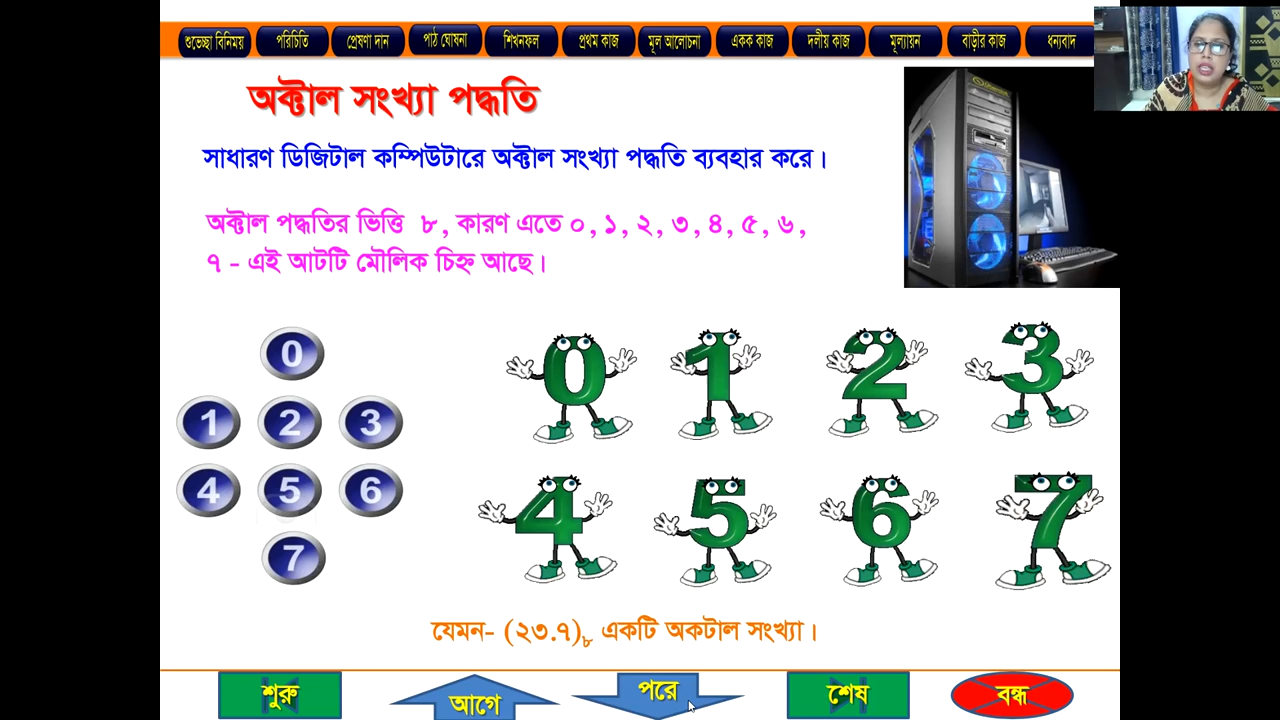 শুভেচ্ছা বিনিময় পরিচিতি প্রেষণা দান পাঠ ঘোষনা শিখনফল প্রথম কাজ মূল আলোচনা একক কাজ দলীয় কাজ মূল্যায়ন বাড়ীর কাজ ধন্যবাদ
অক্টাল সংখ্যা পদ্ধতি
সাধারণ ডিজিটাল কম্পিউটারে অক্টাল সংখ্যা পদ্ধতি ব্যবহার করে।
অক্টাল পদ্ধতির ভিত্তি ৮, কারণ এতে ০, ১, ২, ৩, ৪, ৫, ৬,
৭ - এই আটটি মৌলিক চিহ্ন আছে।
0
1 2 3
4 5 6
7
0 1 2 3
4 5 6 7
যেমন- (২৩.৭)৮ একটি অকটাল সংখ্যা।
শুরু আগে পরে শেষ বন্ধ